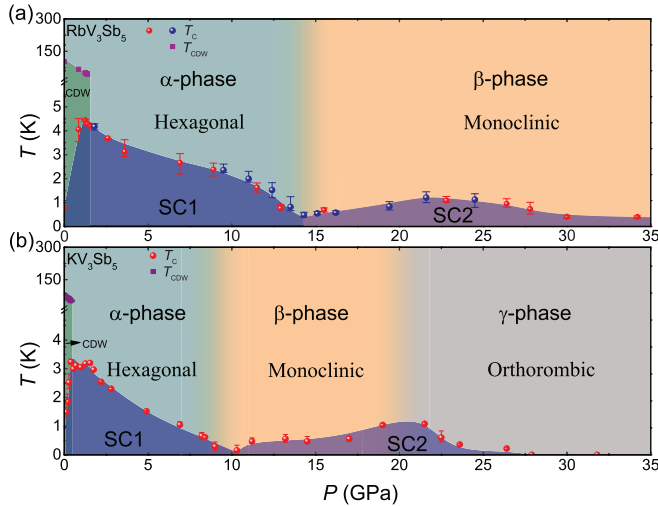 (a)
300
RbV3Sb5
TC
TCDW
150
α-phase
β-phase
CDW
Hexagonal
Monoclinic
5
4
3
2
1
0
T (K)
SC1
SC2
0 5 10 15 20 25 30 35
(b)
300
KV3Sb5
TC
TCDW
150
α-phase
β-phase
γ-phase
CDW
Hexagonal
Monoclinic
Orthorombic
4
3
2
1
0
T (K)
SC1
SC2
0 5 10 15 20 25 30 35
P (GPa)